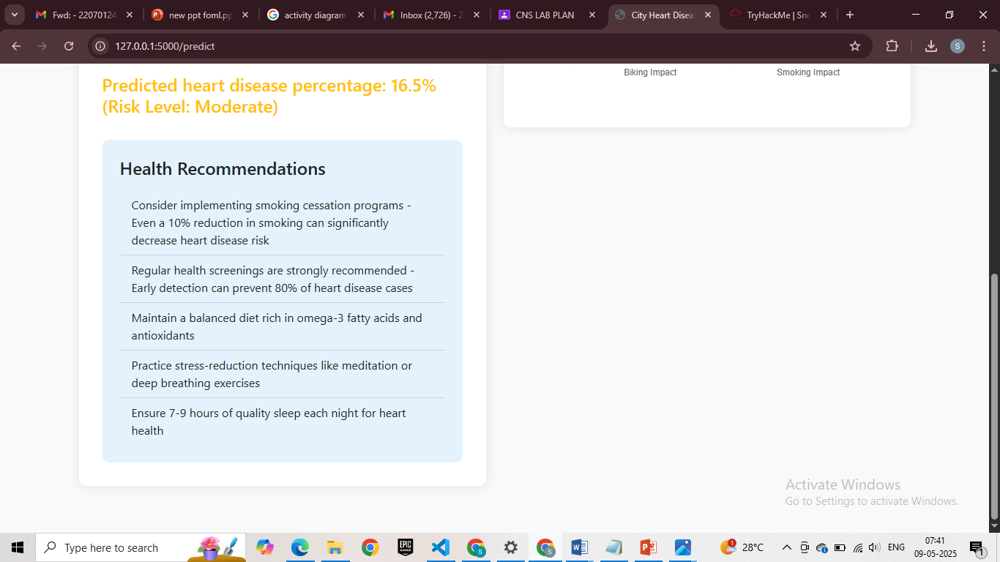 Fwd: - 22070124
new ppt foml.pp
activity diagram
Inbox (2,726) - 2
CNS LAB PLAN
City Heart Disea
TryHackMe | Sno
127.0.0.1:5000/predict
S
Predicted heart disease percentage: 16.5%
(Risk Level: Moderate)
Health Recommendations
Consider implementing smoking cessation programs -
Even a 10% reduction in smoking can significantly
decrease heart disease risk
Regular health screenings are strongly recommended -
Early detection can prevent 80% of heart disease cases
Maintain a balanced diet rich in omega-3 fatty acids and
antioxidants
Practice stress-reduction techniques like meditation or
deep breathing exercises
Ensure 7-9 hours of quality sleep each night for heart
health
Biking Impact
Smoking Impact
Activate Windows
Go to Settings to activate Windows.
Type here to search
EPIC
GAMES
S
S
1
28°C
ENG
07:41
09-05-2025
1